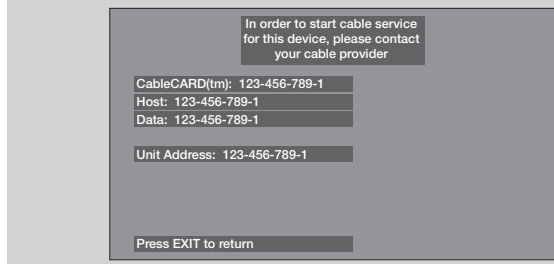 In order to start cable service
for this device, please contact
your cable provider
CableCARD(tm): 123-456-789-1
Host: 123-456-789-1
Data: 123-456-789-1
Unit Address: 123-456-789-1
Press EXIT to return